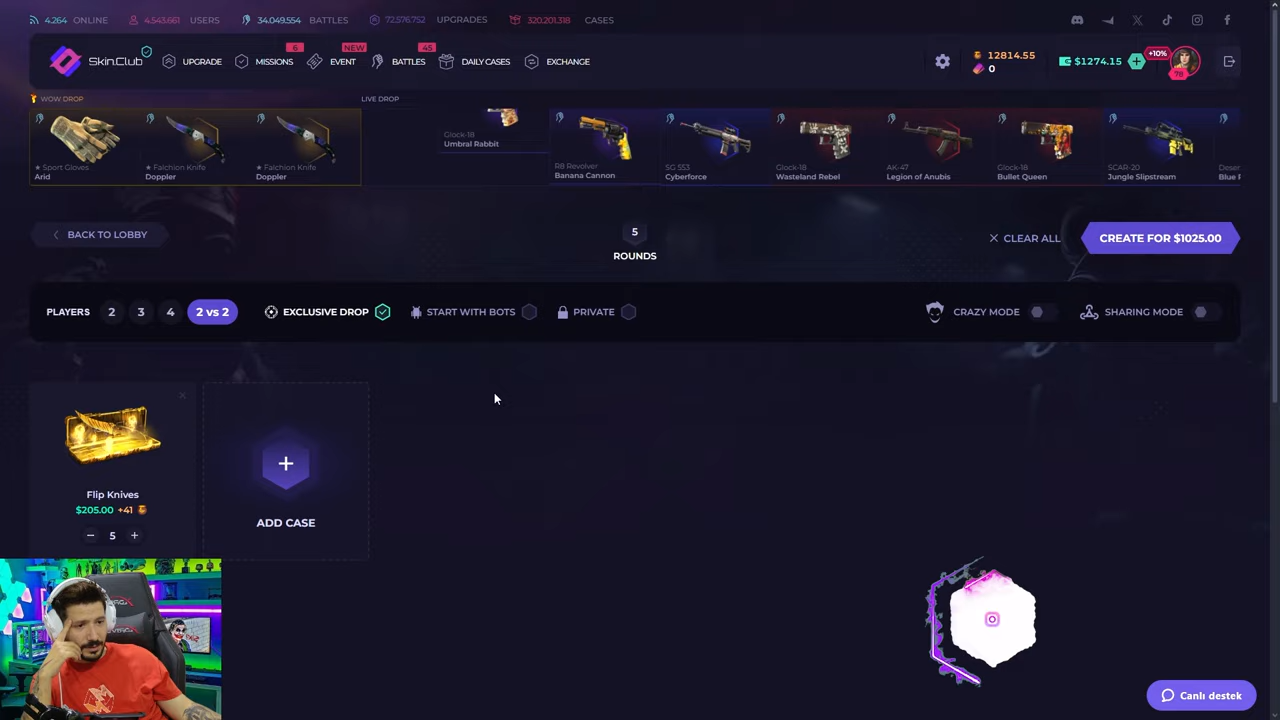 4.264 ONLINE 4.543.661 USERS 34.049.554 BATTLES 72.576.752 UPGRADES 320.201.318 CASES
Skin.Club UPGRADE 6 MISSIONS NEW EVENT 45 BATTLES DAILY CASES EXCHANGE 12814.55 0 $1274.15 +10% 78
WOW DROP LIVE DROP
★ Sport Gloves
Arid
★ Falchion Knife
Doppler
★ Falchion Knife
Doppler
Glock-18
Umbral Rabbit
R8 Revolver
Banana Cannon
SG 553
Cyberforce
Glock-18
Wasteland Rebel
AK-47
Legion of Anubis
Glock-18
Bullet Queen
SCAR-20
Jungle Slipstream
BACK TO LOBBY 5 CLEAR ALL CREATE FOR $1025.00
ROUNDS
PLAYERS 2 3 4 2 vs 2 EXCLUSIVE DROP START WITH BOTS PRIVATE CRAZY MODE SHARING MODE
Flip Knives
$205.00 +41
− 5 +
ADD CASE
Canlı destek